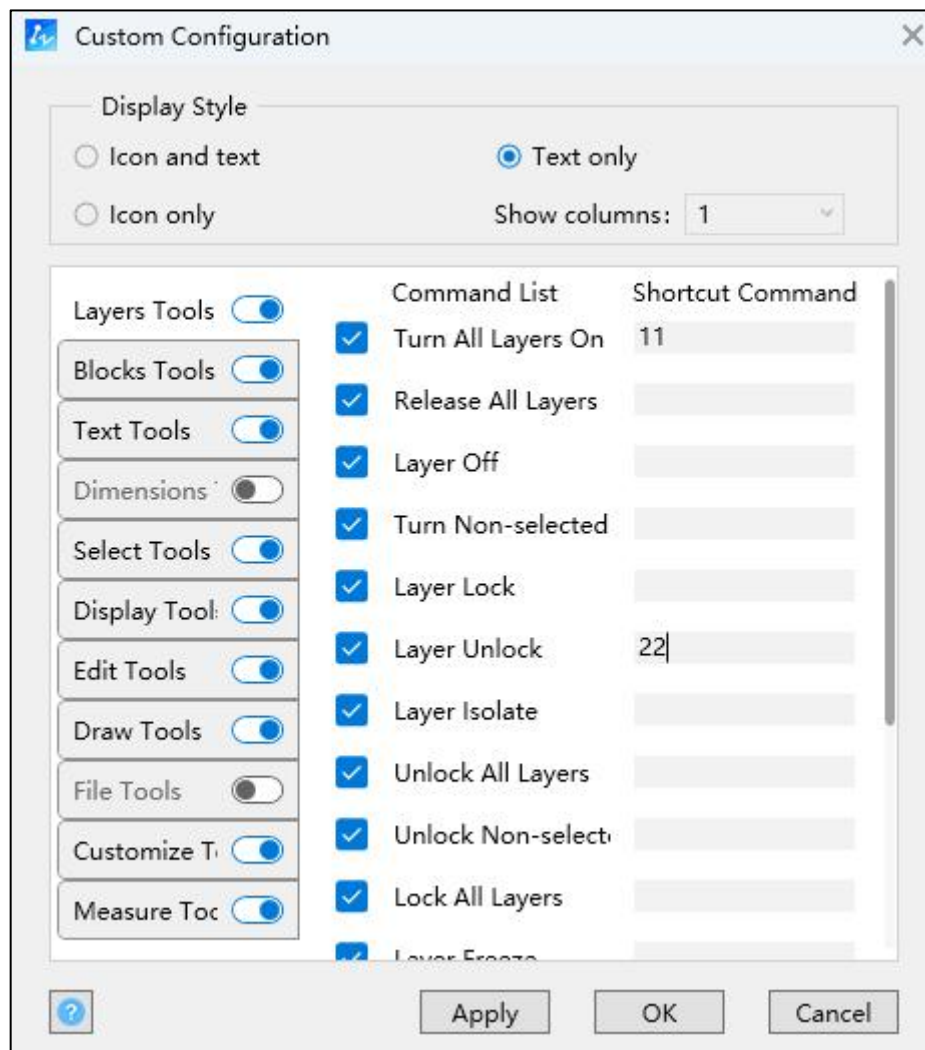 Custom Configuration
Display Style
Icon and text
Text only
Icon only
Show columns: 1
Command List Shortcut Command
Layers Tools
Turn All Layers On 11
Blocks Tools
Release All Layers
Text Tools
Layer Off
Dimensions
Turn Non-selected
Select Tools
Layer Lock
Display Tool
Layer Unlock 22
Edit Tools
Layer Isolate
Draw Tools
Unlock All Layers
File Tools
Unlock Non-select
Customize T
Lock All Layers
Measure Too
Layer Freeze
?
Apply
OK
Cancel